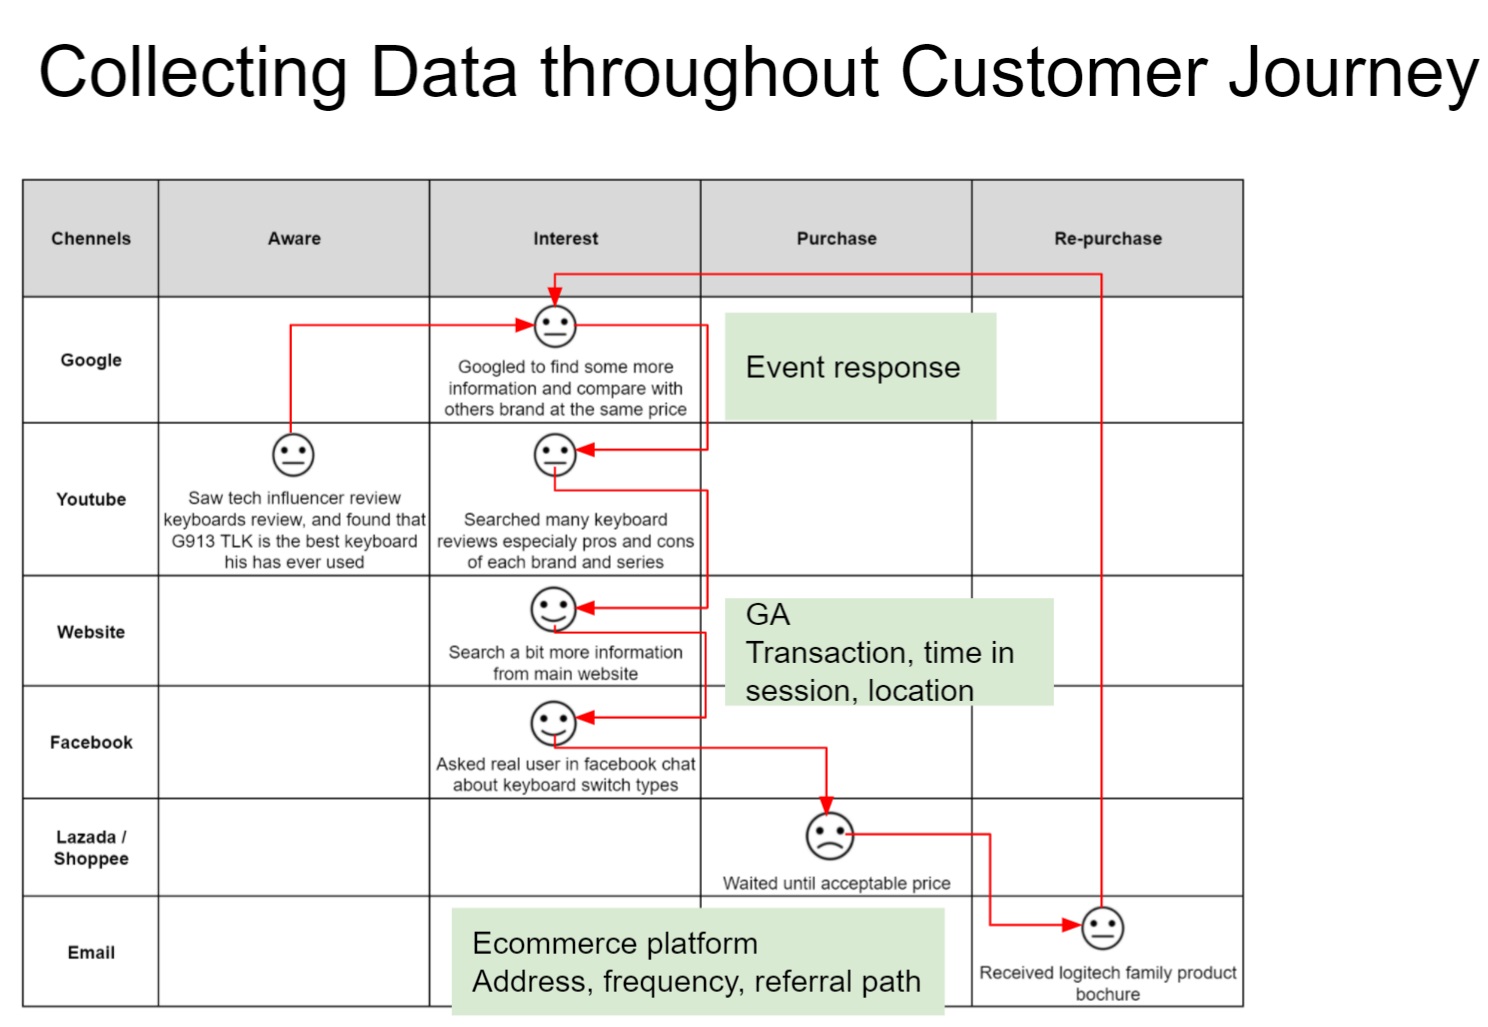 Collecting Data throughout Customer Journey
Chennels
Aware
Interest
Purchase
Re-purchase
Google
Googled to find some more
information and compare with
others brand at the same price
Event response
Youtube
Saw tech influencer review
keyboards review, and found that
G913 TLK is the best keyboard
his has ever used
Searched many keyboard
reviews especialy pros and cons
of each brand and series
Website
Search a bit more information
from main website
GA
Transaction, time in
session, location
Facebook
Asked real user in facebook chat
about keyboard switch types
Lazada /
Shoppee
Waited until acceptable price
Email
Ecommerce platform
Address, frequency, referral path
Received logitech family product
bochure